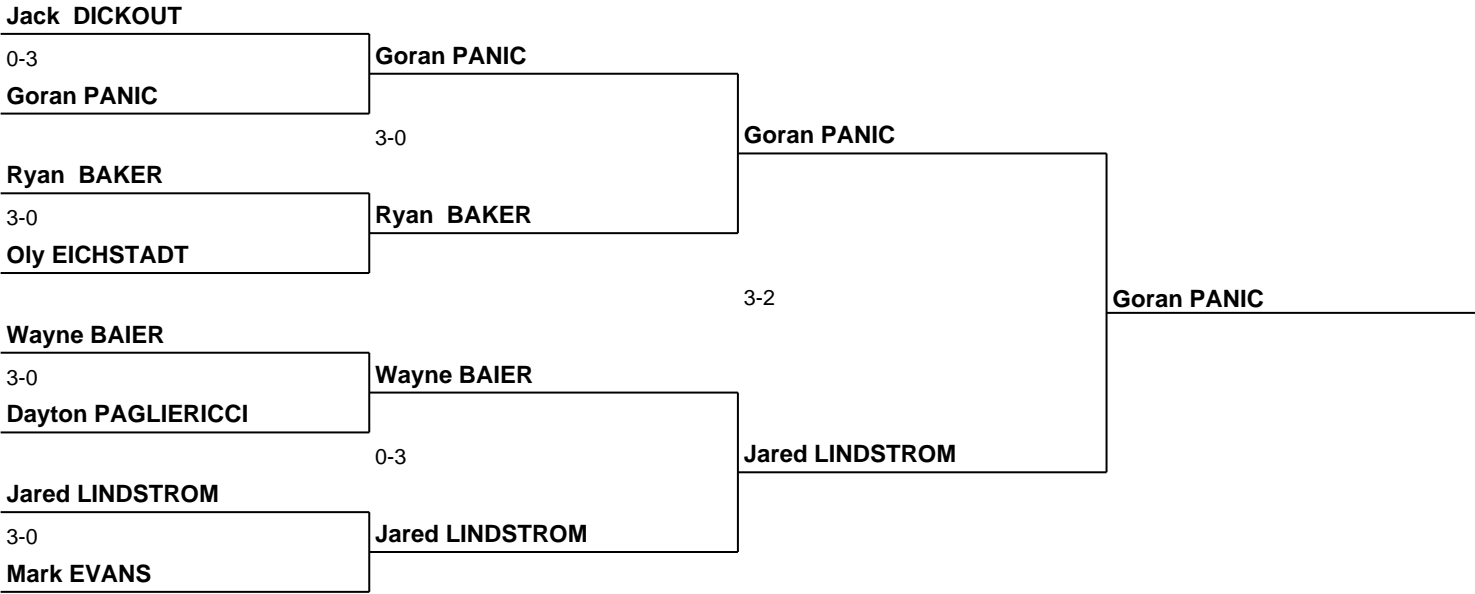 Jack  DICKOUT
0-3
Goran PANIC
Goran PANIC
3-0
Goran PANIC
Ryan  BAKER
3-0
Ryan  BAKER
Oly EICHSTADT
3-2
Goran PANIC
Wayne BAIER
3-0
Wayne BAIER
Dayton PAGLIERICCI
0-3
Jared LINDSTROM
Jared LINDSTROM
3-0
Jared LINDSTROM
Mark EVANS